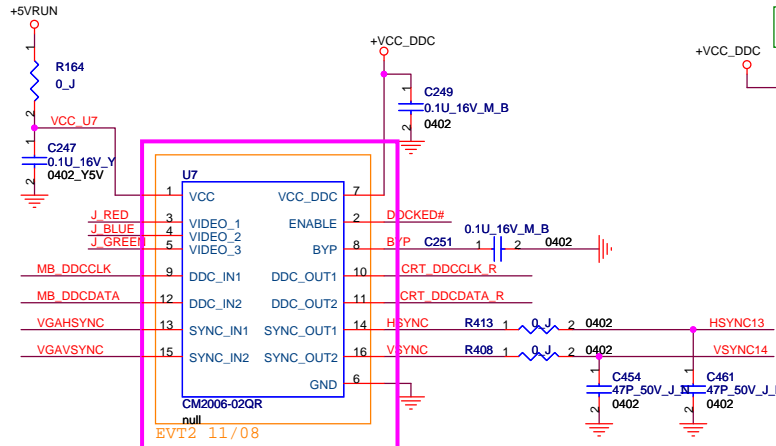 +5VRUN
1
R164
0_J
2
VCC_U7
1
C247
0.1U_16V_Y
2
0402_Y5V
+VCC_DDC
1
C249
0.1U_16V_M_B
2
0402
+VCC_DDC
U7
1 VCC VCC_DDC 7
J_RED 3 VIDEO_1 ENABLE 2 DOCKED#
J_BLUE 4 VIDEO_2
J_GREEN 5 VIDEO_3 BYP 8 BYP C251 1 2 0402
0.1U_16V_M_B
MB_DDCCLK 9 DDC_IN1 DDC_OUT1 10 CRT_DDCCLK_R
MB_DDCDATA 12 DDC_IN2 DDC_OUT2 11 CRT_DDCDATA_R
VGAHSYNC 13 SYNC_IN1 SYNC_OUT1 14 HSYNC R413 1 0_J 2 0402 HSYNC13
VGAVSYNC 15 SYNC_IN2 SYNC_OUT2 16 VSYNC R408 1 0_J 2 0402 VSYNC14
GND 6
CM2006-02QR
null
EVT2 11/08
1
C454
47P_50V_J_N
2
0402
1
C461
47P_50V_J_
2
0402